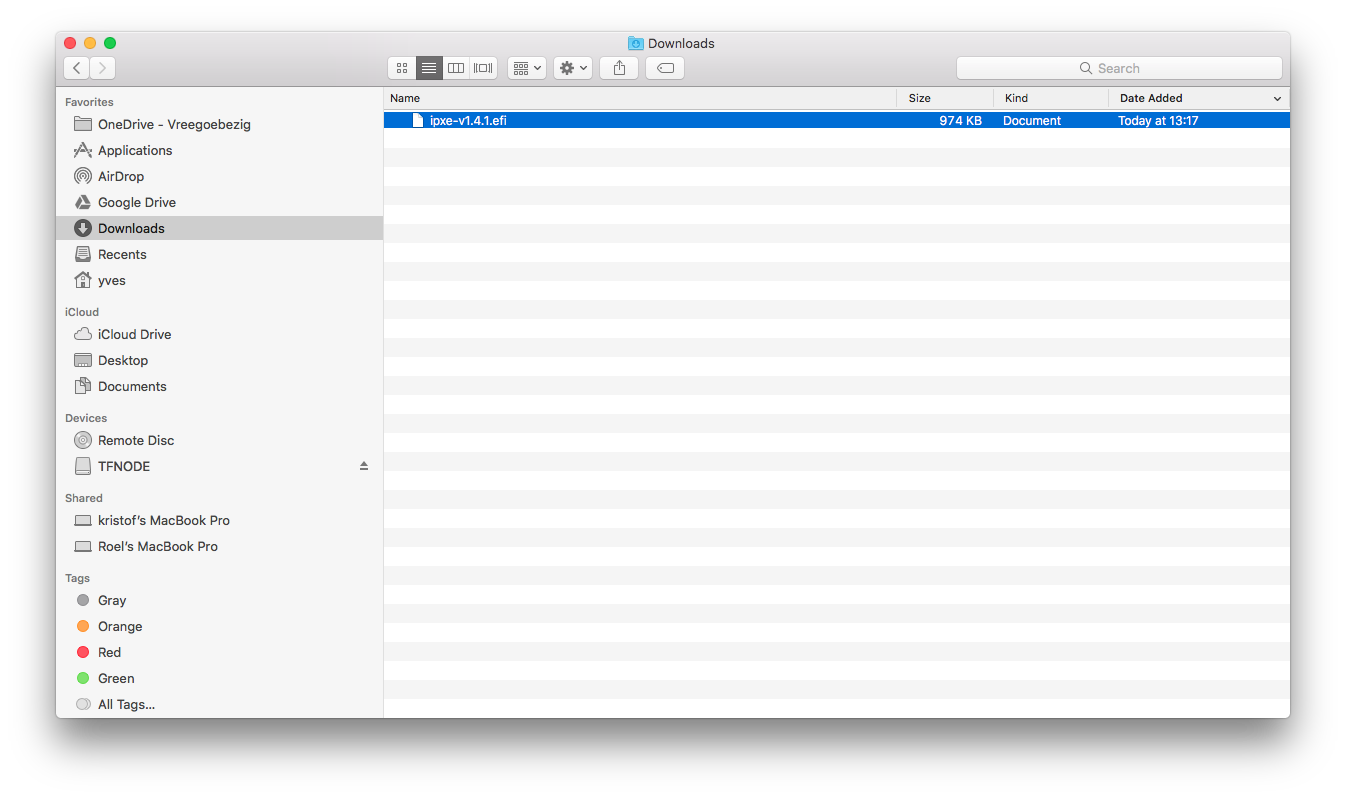 Downloads
Search
Favorites
OneDrive - Vreegoebezig
Applications
AirDrop
Google Drive
Downloads
Recents
yves
iCloud
iCloud Drive
Desktop
Documents
Devices
Remote Disc
TFNODE
Shared
kristof's MacBook Pro
Roel's MacBook Pro
Tags
Gray
Orange
Red
Green
All Tags...
Name Size Kind Date Added
ipxe-v1.4.1.efi 974 KB Document Today at 13:17